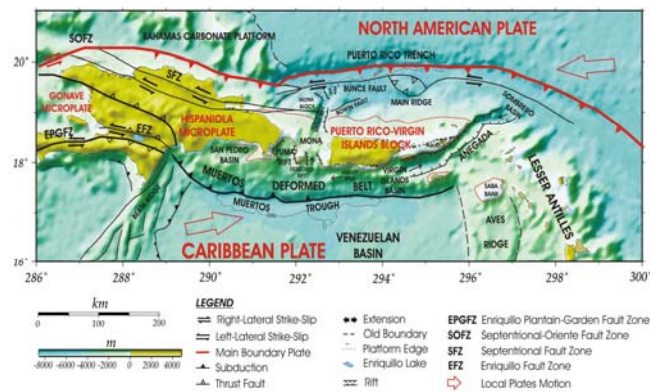 NORTH AMERICAN PLATE
SOFZ
BAHAMAS CARBONATE PLATFORM
PUERTO RICO TRENCH
20°
SFZ
BUNCE FAULT
MAIN RIDGE
GONAVE
MICROPLATE
SOMBRERO
BASIN
HISPANIOLA
MICROPLATE
MONA
PUERTO RICO-VIRGIN
ISLANDS BLOCK
EPGFZ
EFZ
SAN PEDRO
BASIN
ANEGADA
18°
MUERTOS
DEFORMED
BELT
VIRGIN
ISLANDS
BASIN
LESSER ANTILLES
BEATA RIDGE
MUERTOS
TROUGH
SABA
BANK
AVES
RIDGE
CARIBBEAN PLATE
VENEZUELAN
BASIN
16°
286°
288°
290°
292°
294°
296°
298°
300°
km
0
100
200
m
-8000
-6000
-4000
-2000
0
2000
4000
LEGEND
Right-Lateral Strike-Slip
Left-Lateral Strike-Slip
Main Boundary Plate
Subduction
Thrust Fault
Extension
Old Boundary
Platform Edge
Enriquillo Lake
Rift
EPGFZ Enriquillo Plantain-Garden Fault Zone
SOFZ Septentrional-Oriente Fault Zone
SFZ Septentrional Fault Zone
EFZ Enriquillo Fault Zone
Local Plates Motion